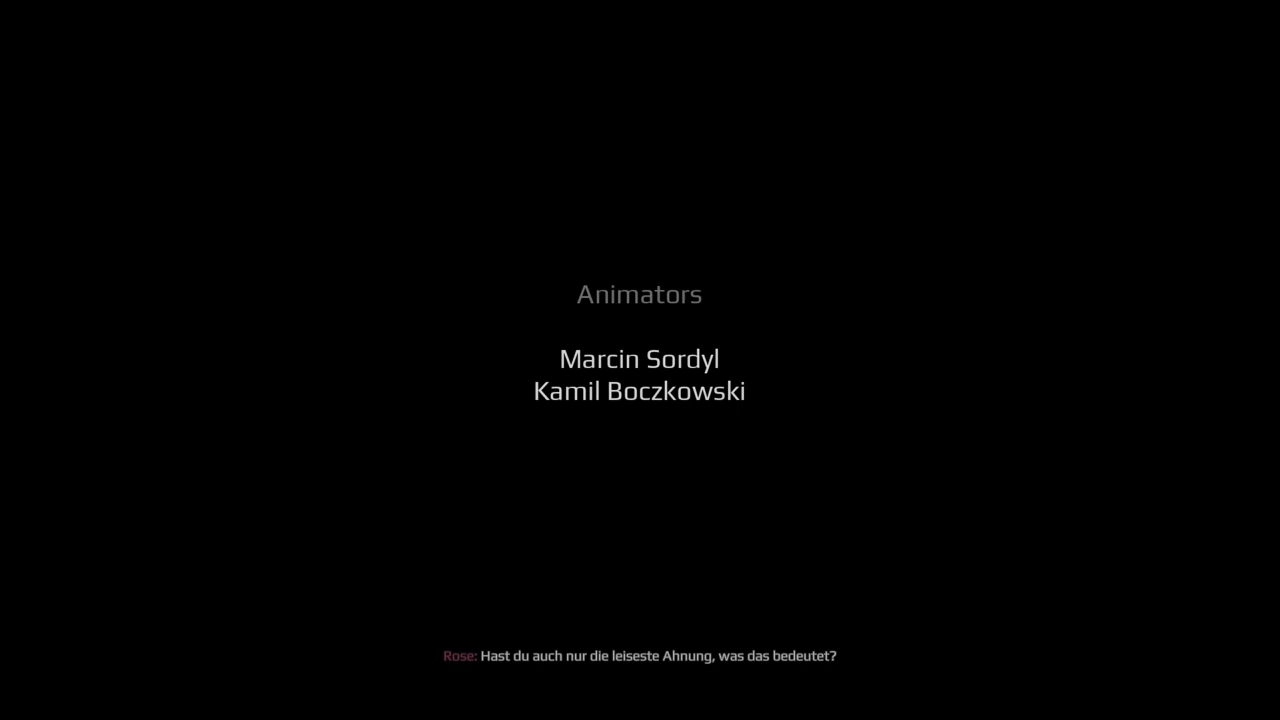 Animators
Marcin Sordyl
Kamil Boczkowski
Rose: Hast du auch nur die leiseste Ahnung, was das bedeutet?